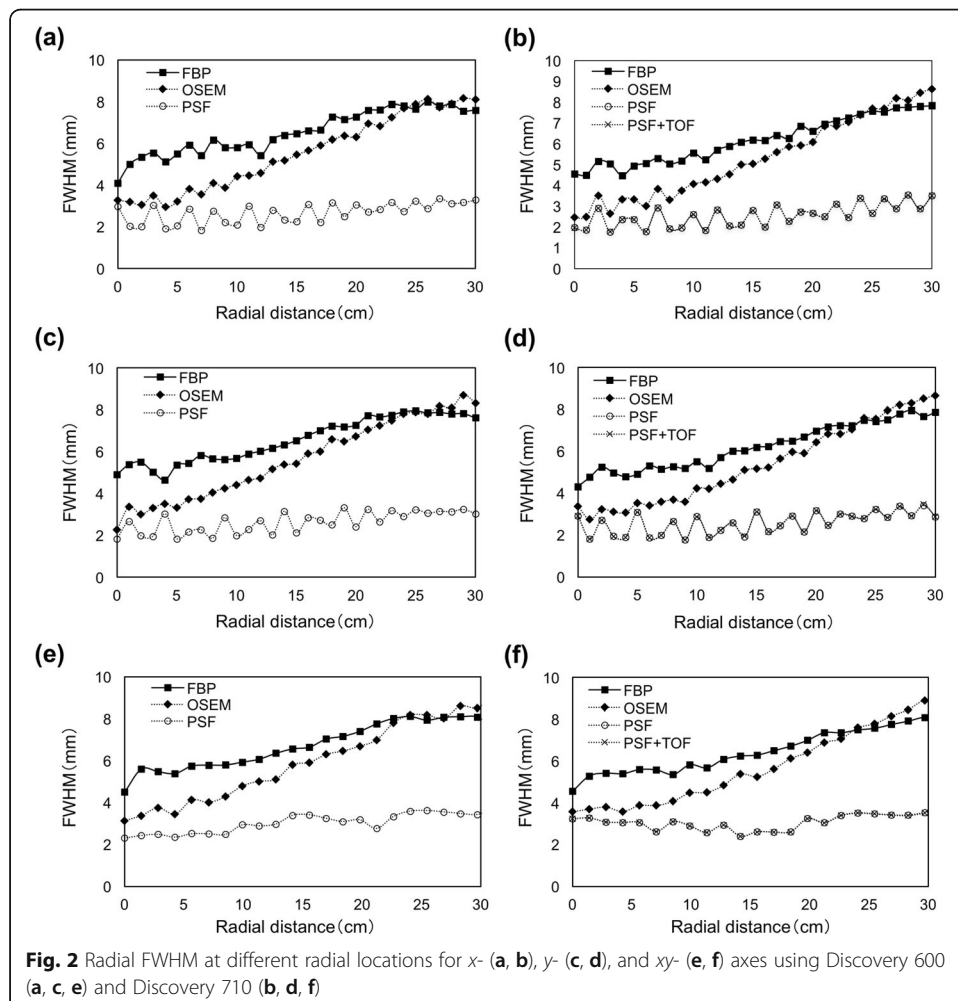 (a)
10
8
6
4
2
0
FWHM (mm)
FBP
OSEM
PSF
0 5 10 15 20 25 30
Radial distance (cm)
(b)
10
9
8
7
6
5
4
3
2
1
0
FWHM (mm)
FBP
OSEM
PSF
PSF+TOF
0 5 10 15 20 25 30
Radial distance (cm)
(c)
10
8
6
4
2
0
FWHM (mm)
FBP
OSEM
PSF
0 5 10 15 20 25 30
Radial distance (cm)
(d)
10
8
6
4
2
0
FWHM (mm)
FBP
OSEM
PSF
PSF+TOF
0 5 10 15 20 25 30
Radial distance (cm)
(e)
10
8
6
4
2
0
FWHM (mm)
FBP
OSEM
PSF
0 5 10 15 20 25 30
Radial distance (cm)
(f)
10
8
6
4
2
0
FWHM (mm)
FBP
OSEM
PSF
PSF+TOF
0 5 10 15 20 25 30
Radial distance (cm)
Fig. 2 Radial FWHM at different radial locations for x- (a, b), y- (c, d), and xy- (e, f) axes using Discovery 600
(a, c, e) and Discovery 710 (b, d, f)